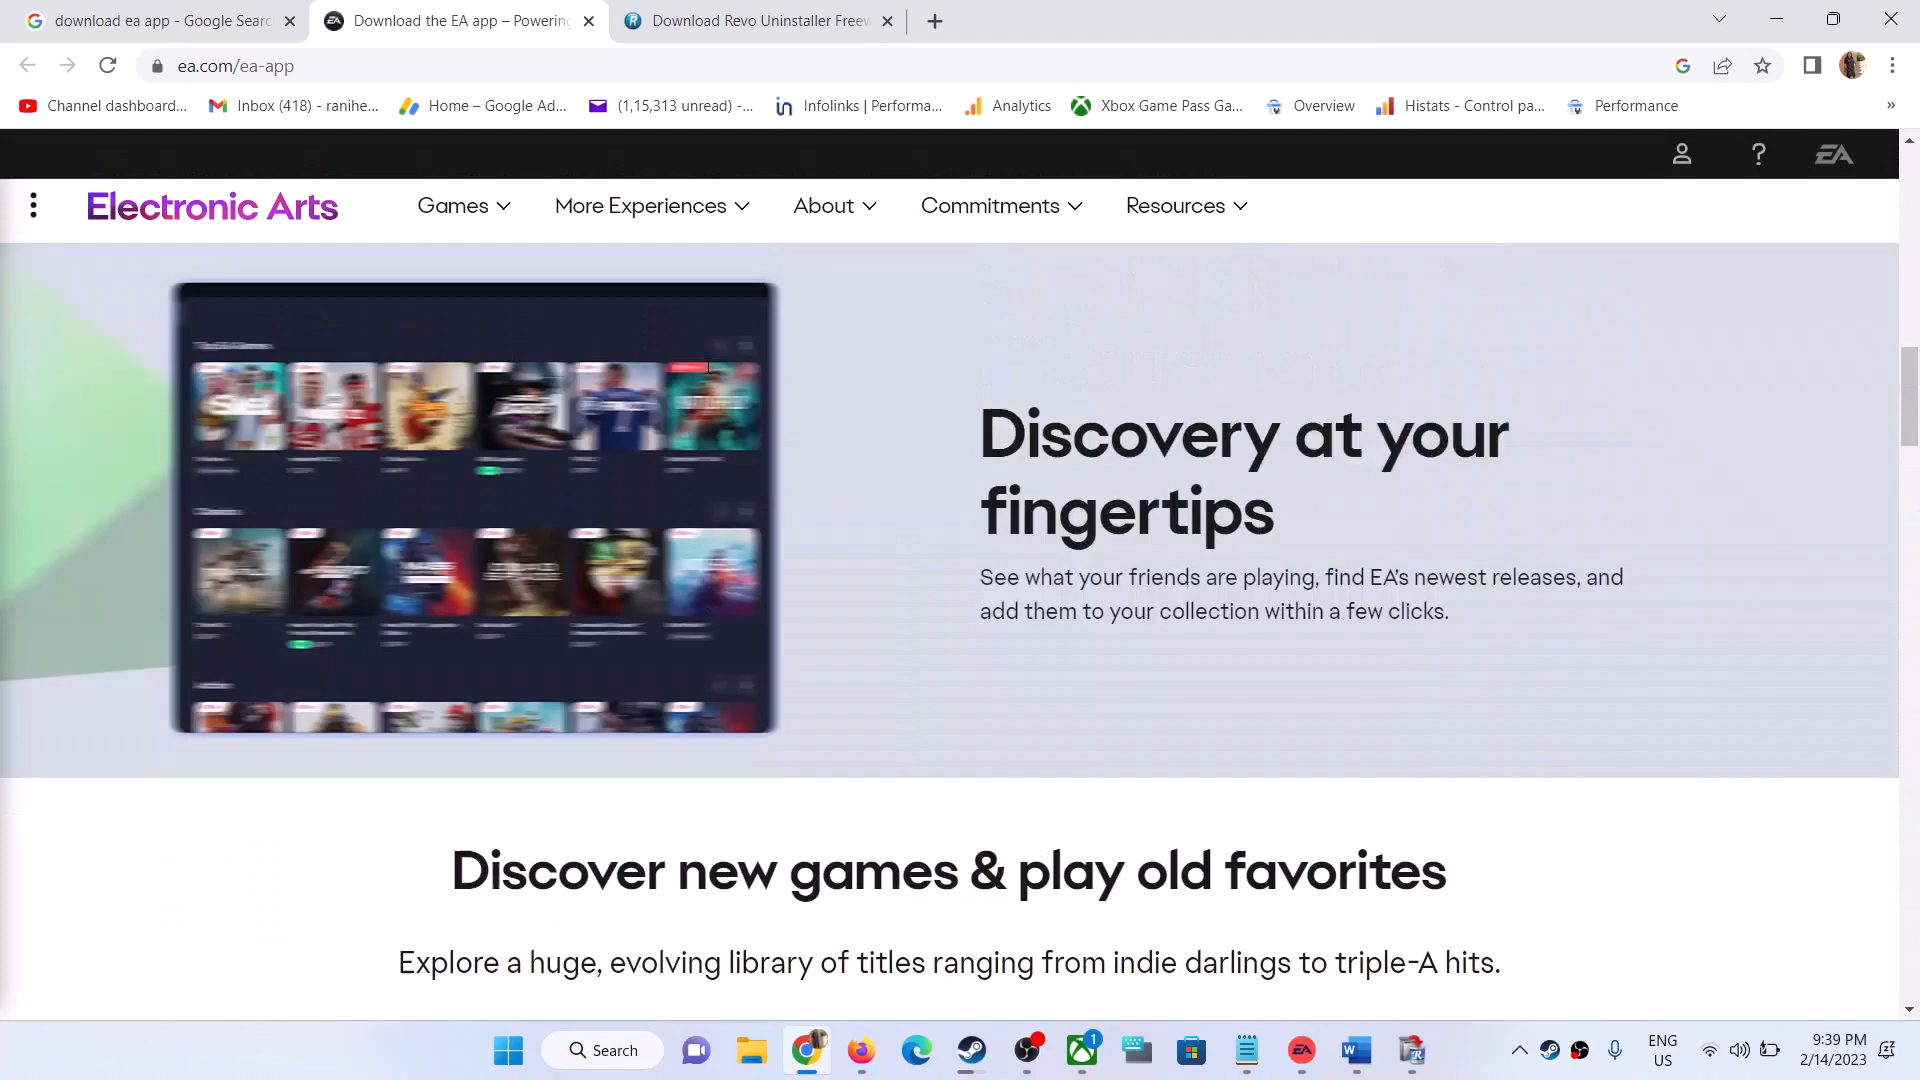 download ea app - Google Searc
Download the EA app – Powering
Download Revo Uninstaller Freew
ea.com/ea-app
Channel dashboard...
Inbox (418) - ranihe...
Home – Google Ad...
(1,15,313 unread) -...
Infolinks | Performa...
Analytics
Xbox Game Pass Ga...
Overview
Histats - Control pa...
Performance
»
EA
Electronic Arts
Games
More Experiences
About
Commitments
Resources
Discovery at your
fingertips
See what your friends are playing, find EA's newest releases, and
add them to your collection within a few clicks.
Discover new games & play old favorites
Explore a huge, evolving library of titles ranging from indie darlings to triple-A hits.
Search
1
ENG
US
9:39 PM
2/14/2023